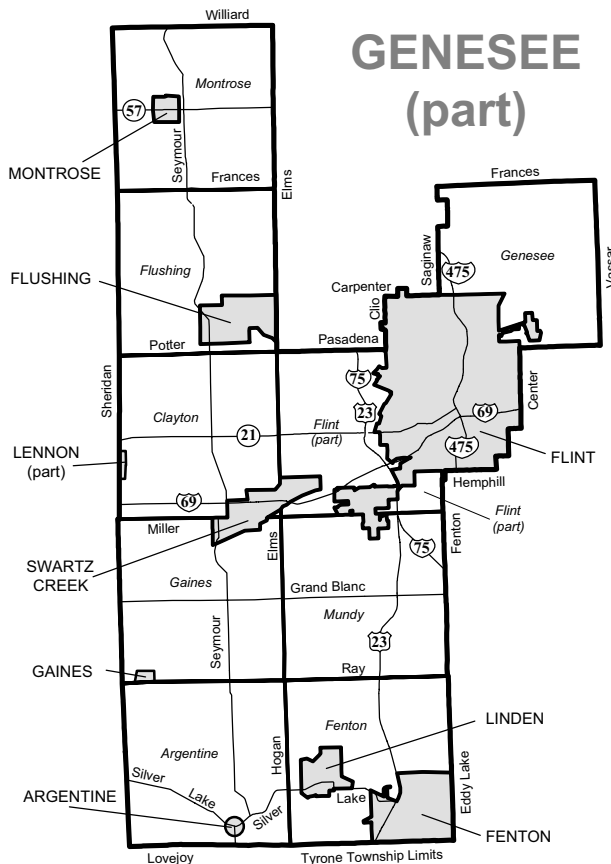 Williard
GENESEE
(part)
Montrose
57
Seymour
MONTROSE
Frances
Elms
Frances
Saginaw
Genesee
Vassar
475
Flushing
FLUSHING
Carpenter
Clio
Potter
Pasadena
75
Sheridan
23
Center
Clayton
69
21
Flint
(part)
LENNON
(part)
475
FLINT
69
Hemphill
Miller
Elms
Flint
(part)
Fenton
SWARTZ
CREEK
75
Gaines
Grand Blanc
Mundy
Seymour
23
GAINES
Ray
Fenton
LINDEN
Argentine
Hogan
Silver
Lake
Silver
Lake
Eddy Lake
ARGENTINE
FENTON
Lovejoy
Tyrone Township Limits